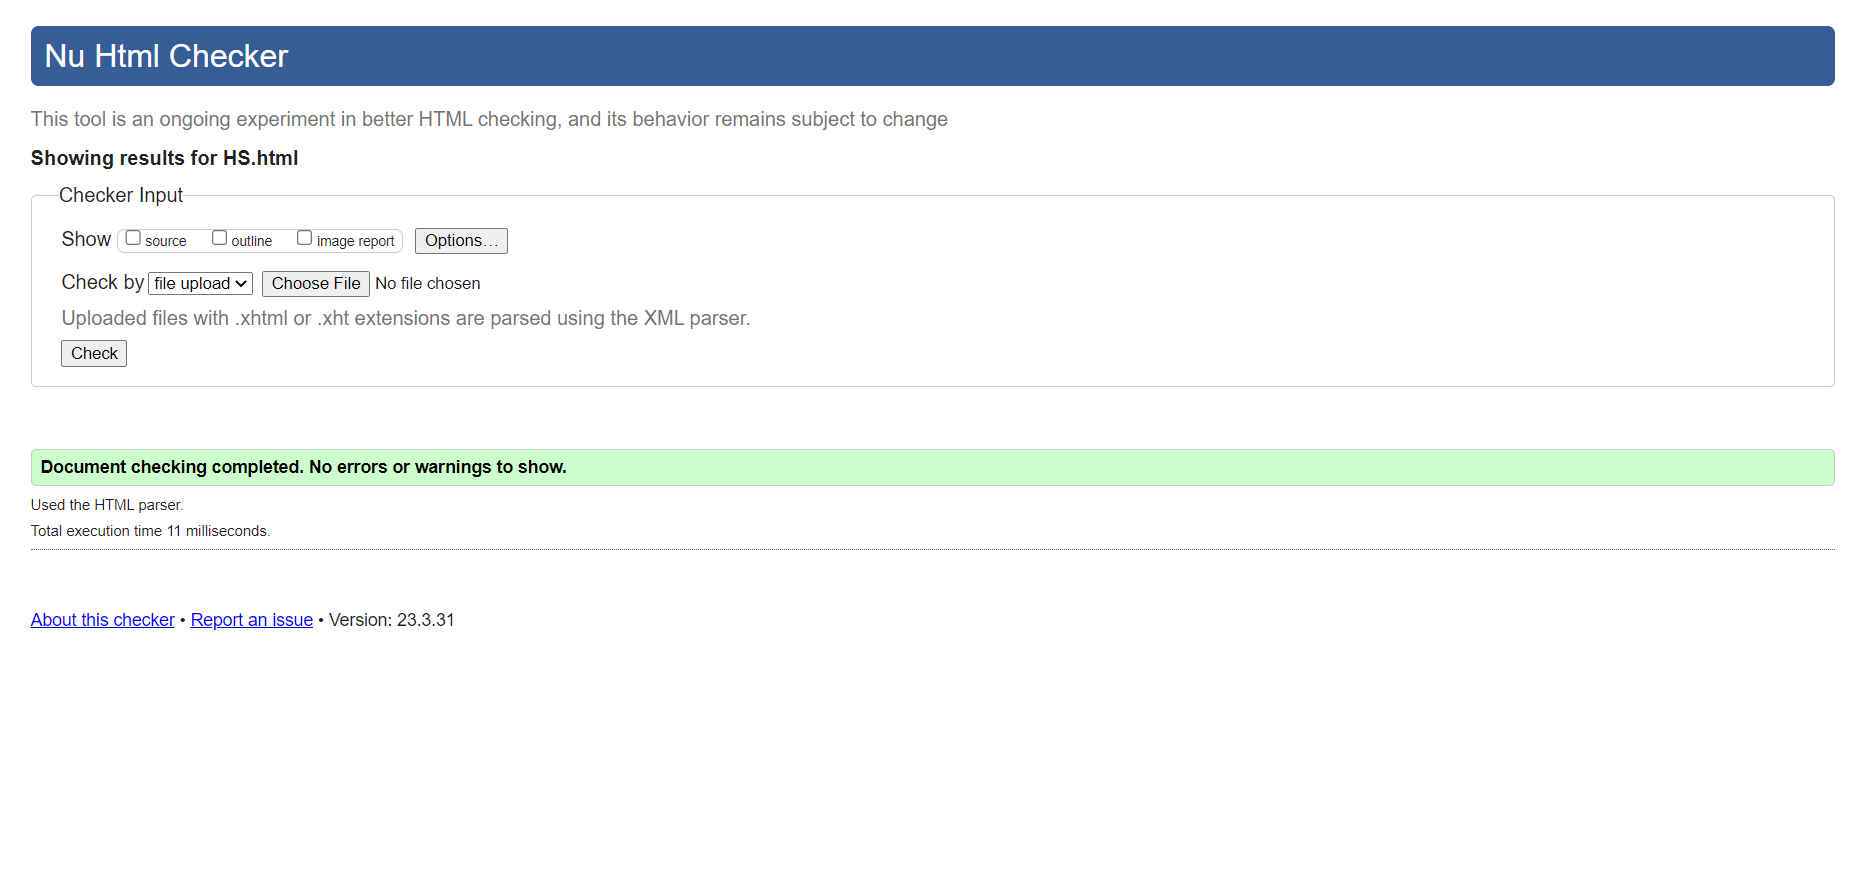 Nu Html Checker
This tool is an ongoing experiment in better HTML checking, and its behavior remains subject to change
Showing results for HS.html
Checker Input
Show source outline image report Options...
Check by file upload Choose File No file chosen
Uploaded files with .xhtml or .xht extensions are parsed using the XML parser.
Check
Document checking completed. No errors or warnings to show.
Used the HTML parser.
Total execution time 11 milliseconds.
About this checker • Report an issue • Version: 23.3.31